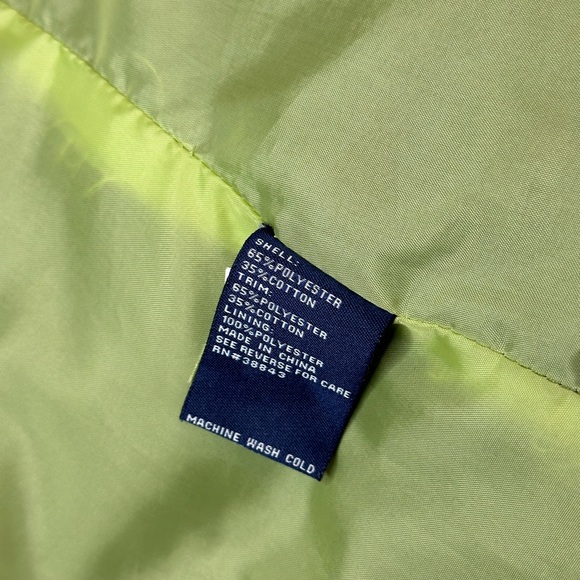 SHELL:
65%POLYESTER
35%COTTON
TRIM:
65%POLYESTER
35%COTTON
LINING:
100%POLYESTER
MADE IN CHINA
SEE REVERSE FOR CARE
RN#38843
MACHINE WASH COLD